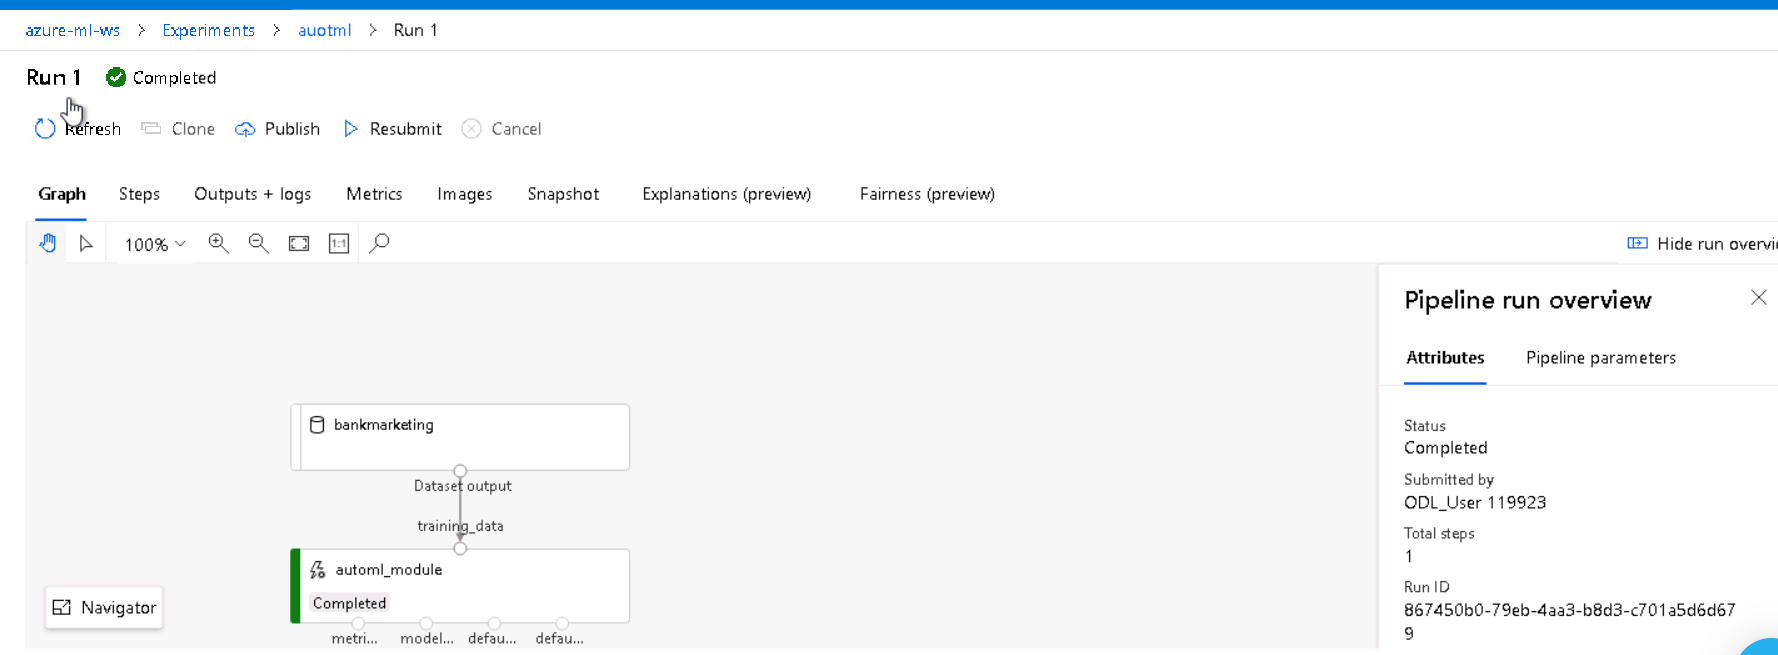 azure-ml-ws > Experiments > auotml > Run 1
Run 1 Completed
Refresh Clone Publish Resubmit Cancel
Graph Steps Outputs + logs Metrics Images Snapshot Explanations (preview) Fairness (preview)
100% 1:1 Hide run overvi
Pipeline run overview
Attributes Pipeline parameters
Status
Completed
Submitted by
ODL_User 119923
Total steps
1
Run ID
867450b0-79eb-4aa3-b8d3-c701a5d6d67
9
bankmarketing
Dataset output
training_data
automl_module
Completed
metri... model... defau... defau...
Navigator